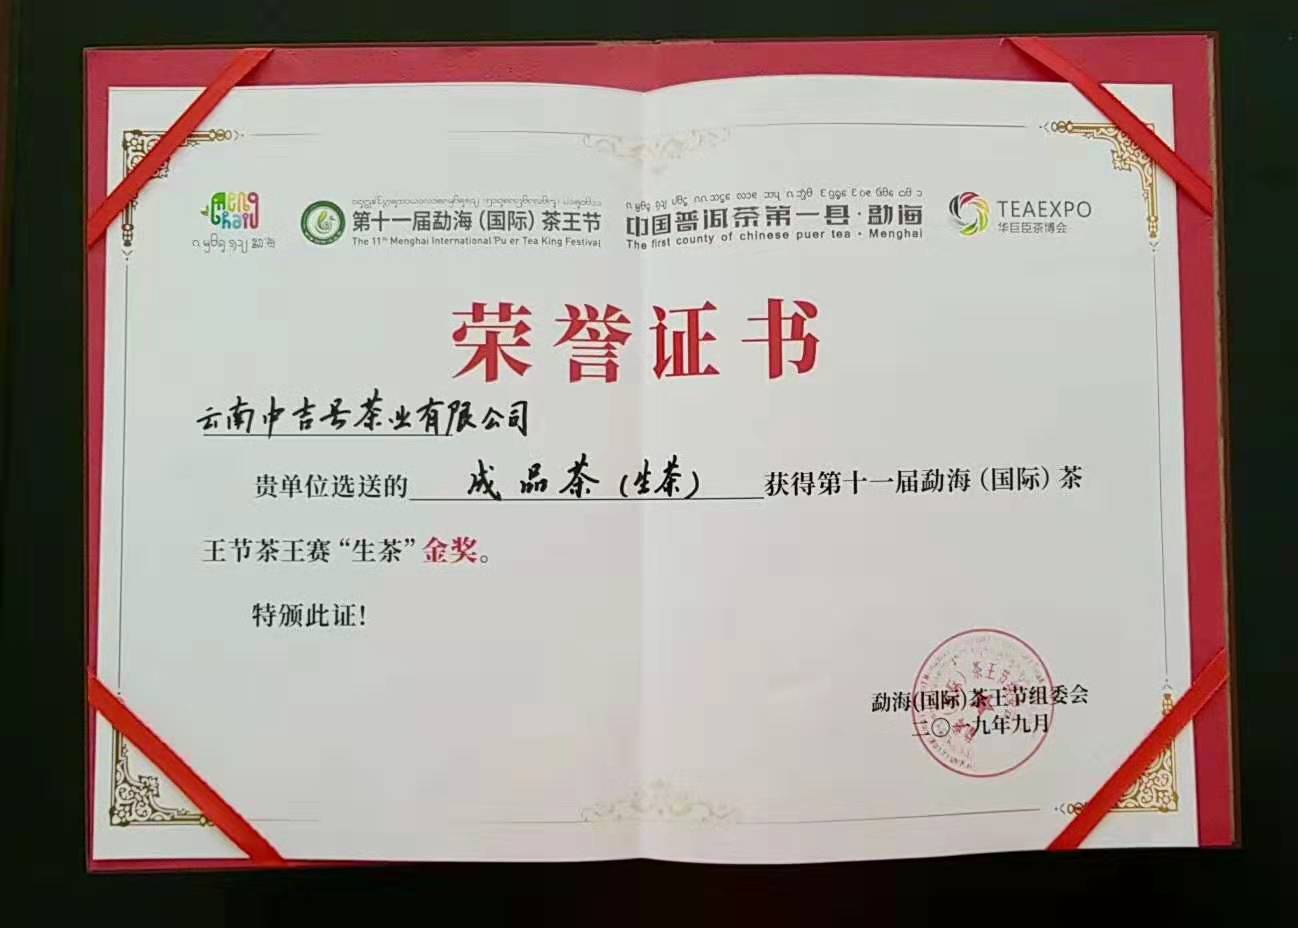 Meng
haiy
第十一届勐海（国际）茶王节
The 11th Menghai International Pu er Tea King Festival
中国普洱茶第一县·勐海
The first county of chinese puer tea · Menghai
TEAEXPO
华巨臣茶博会
荣誉证书
云南中吉号茶业有限公司
贵单位选送的 成品茶（生茶） 获得第十一届勐海（国际）茶
王节茶王赛“生茶”金奖。
特颁此证！
勐海(国际)茶王节组委会
二〇一九年九月